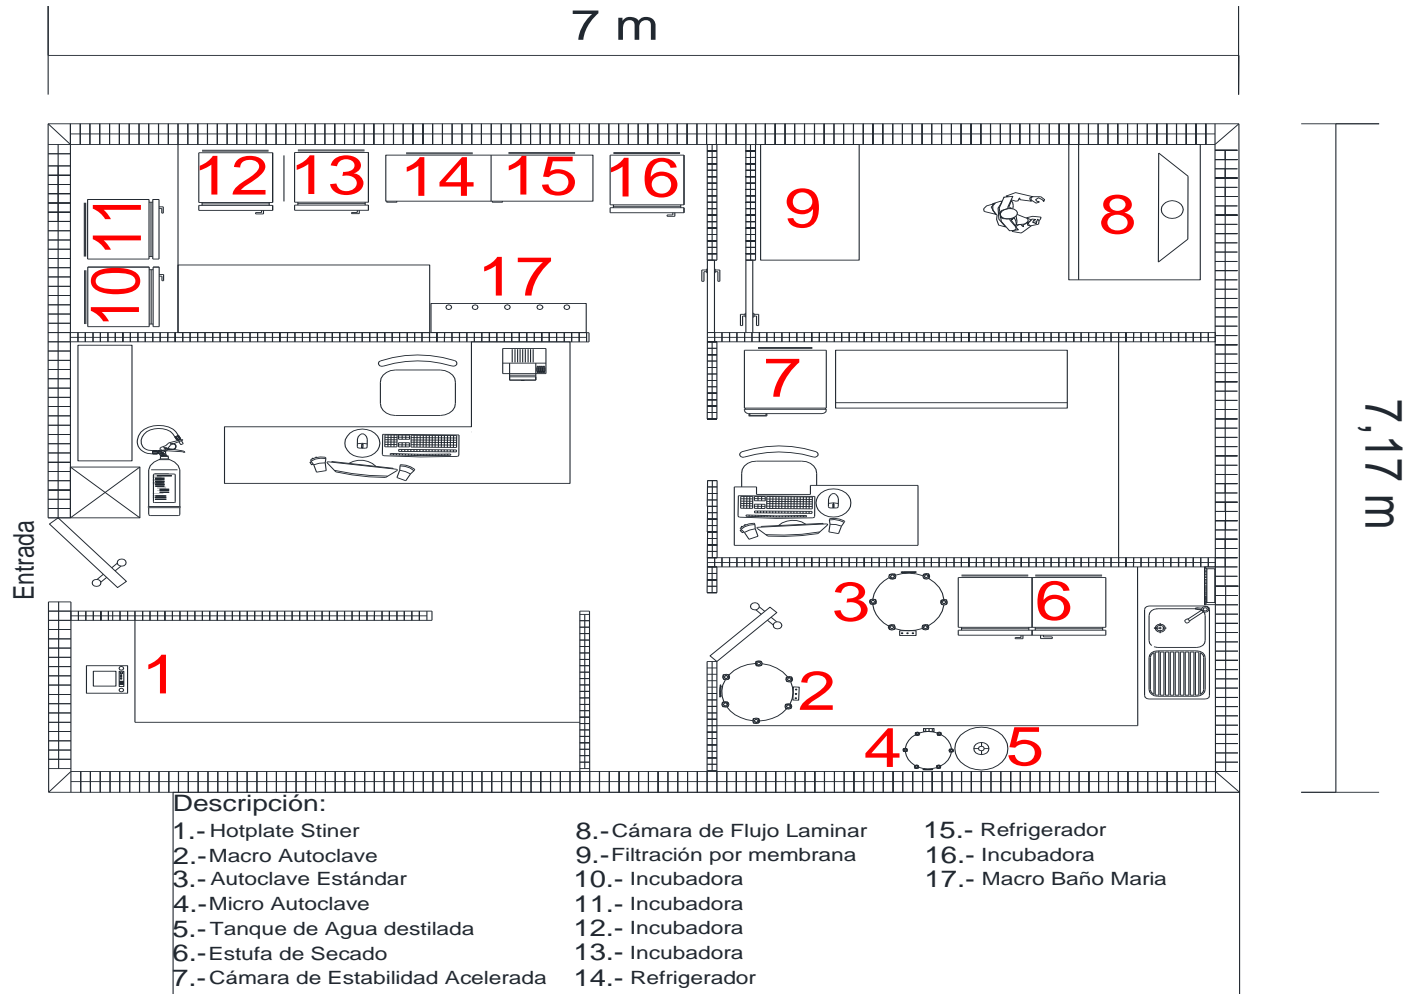 7 m
12
13
14
15
16
11
10
17
9
8
7
7,17 m
Entrada
3
6
1
2
4
5
Descripción:
1.- Hotplate Stiner
2.- Macro Autoclave
3.- Autoclave Estándar
4.- Micro Autoclave
5.- Tanque de Agua destilada
6.- Estufa de Secado
7.- Cámara de Estabilidad Acelerada
8.- Cámara de Flujo Laminar
9.- Filtración por membrana
10.- Incubadora
11.- Incubadora
12.- Incubadora
13.- Incubadora
14.- Refrigerador
15.- Refrigerador
16.- Incubadora
17.- Macro Baño Maria